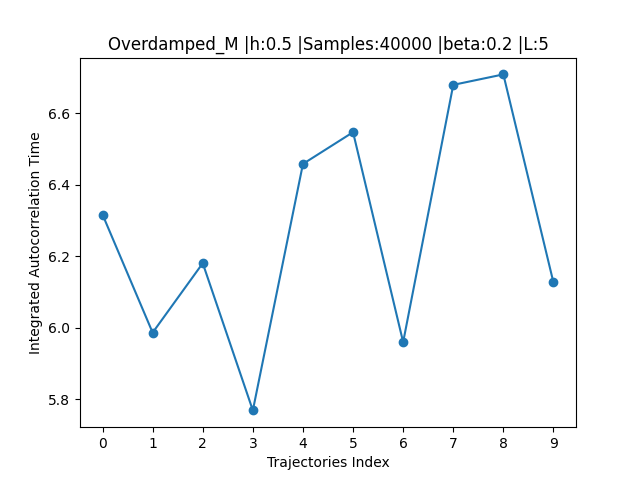 Overdamped_M |h:0.5 |Samples:40000 |beta:0.2 |L:5
Integrated Autocorrelation Time
6.6
6.4
6.2
6.0
5.8
0 1 2 3 4 5 6 7 8 9
Trajectories Index